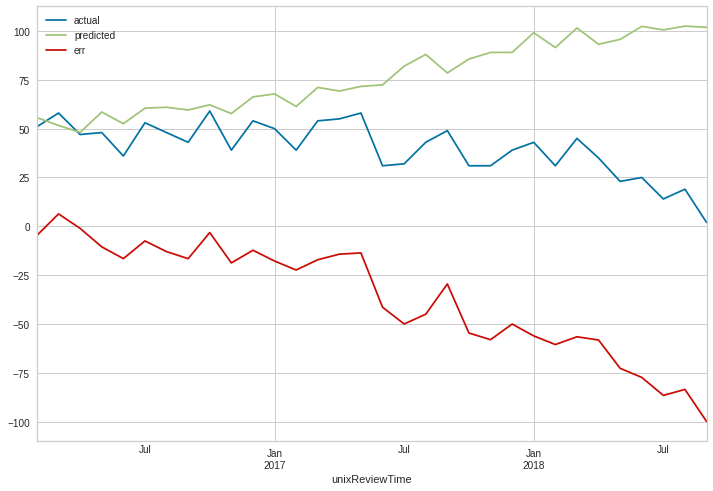 actual
predicted
err
100
75
50
25
0
−25
−50
−75
−100
Jul
Jan
2017
Jul
Jan
2018
Jul
unixReviewTime